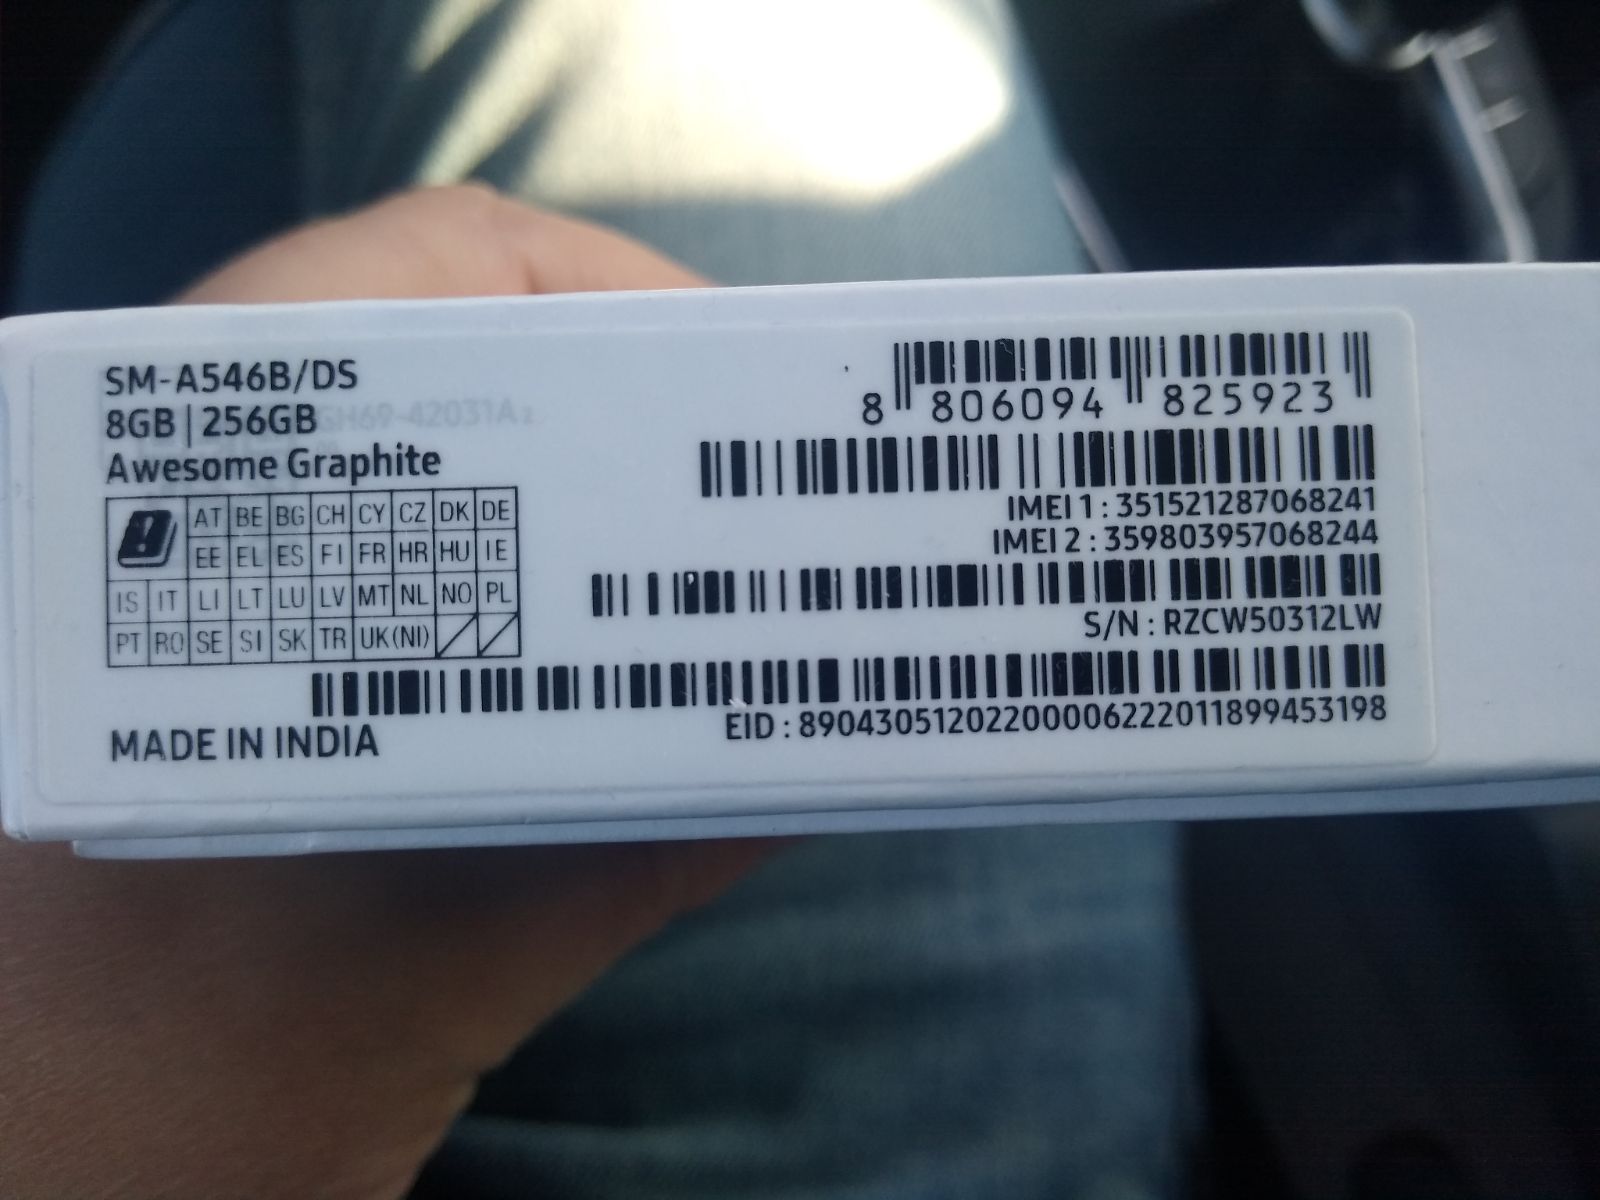 SM-A546B/DS
8GB | 256GB
GH69-42031A
Awesome Graphite
AT BE BG CH CY CZ DK DE
EE EL ES FI FR HR HU IE
IS IT LI LT LU LV MT NL NO PL
PT RO SE SI SK TR UK(NI)
MADE IN INDIA
8 806094 825923
IMEI 1 : 351521287068241
IMEI 2 : 359803957068244
S/N : RZCW50312LW
EID : 89043051202200006222011899453198